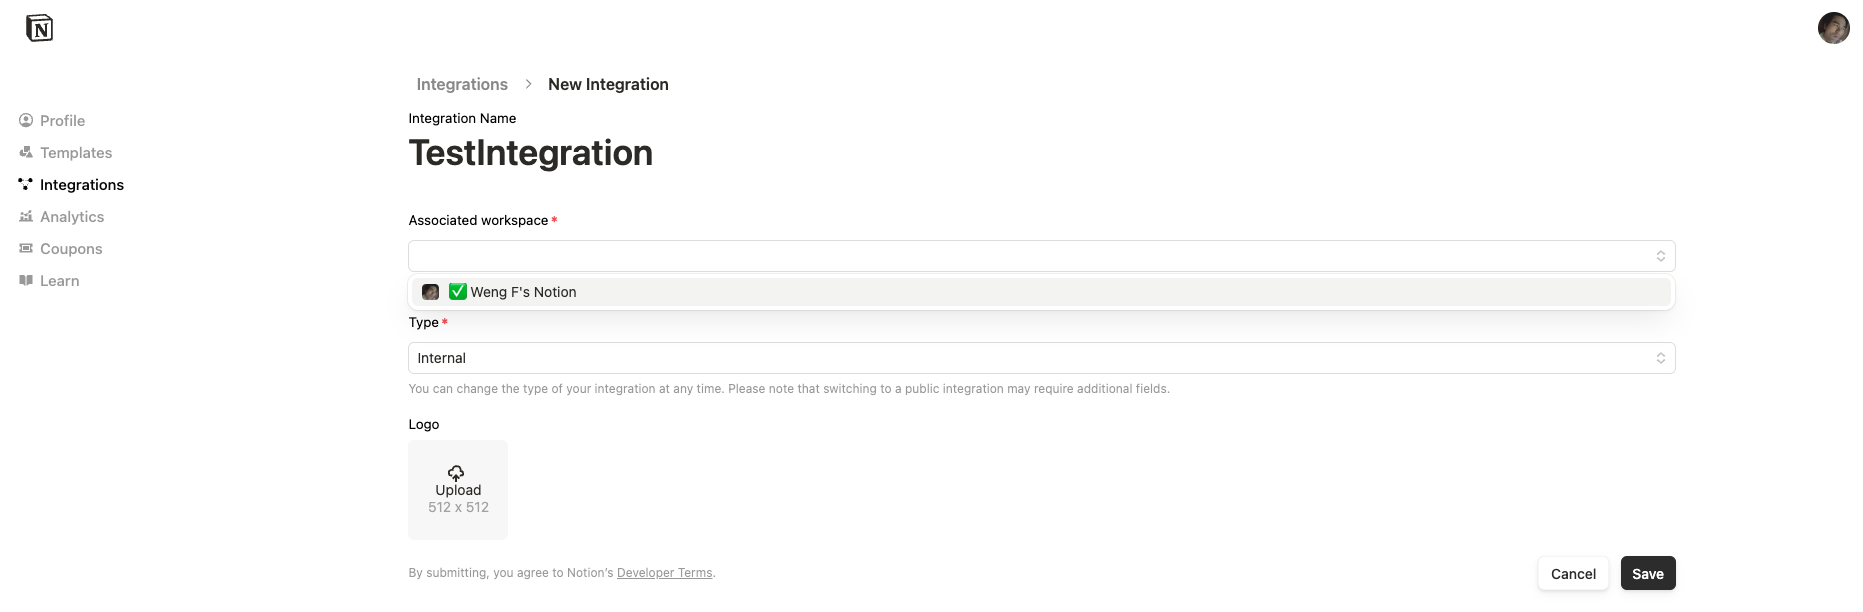 Integrations > New Integration
Integration Name
TestIntegration
Profile
Templates
Integrations
Analytics
Coupons
Learn
Associated workspace *
✅ Weng F's Notion
Type *
Internal
You can change the type of your integration at any time. Please note that switching to a public integration may require additional fields.
Logo
Upload
512 x 512
By submitting, you agree to Notion’s Developer Terms.
Cancel
Save